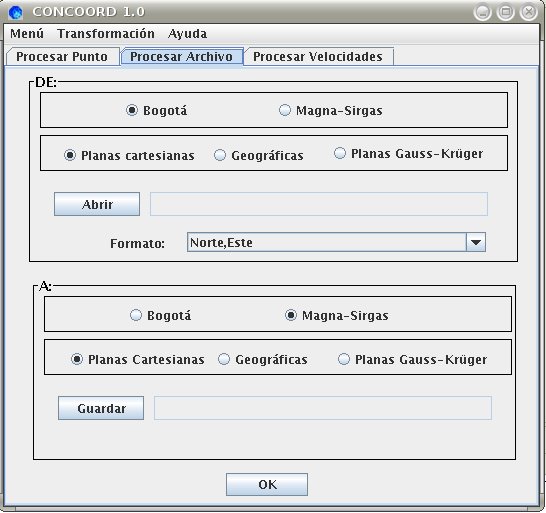 CONCOORD 1.0
Menú Transformación Ayuda
Procesar Punto Procesar Archivo Procesar Velocidades
DE:
Bogotá Magna-Sirgas
Planas cartesianas Geográficas Planas Gauss-Krüger
Abrir
Formato: Norte,Este
A:
Bogotá Magna-Sirgas
Planas Cartesianas Geográficas Planas Gauss-Krüger
Guardar
OK